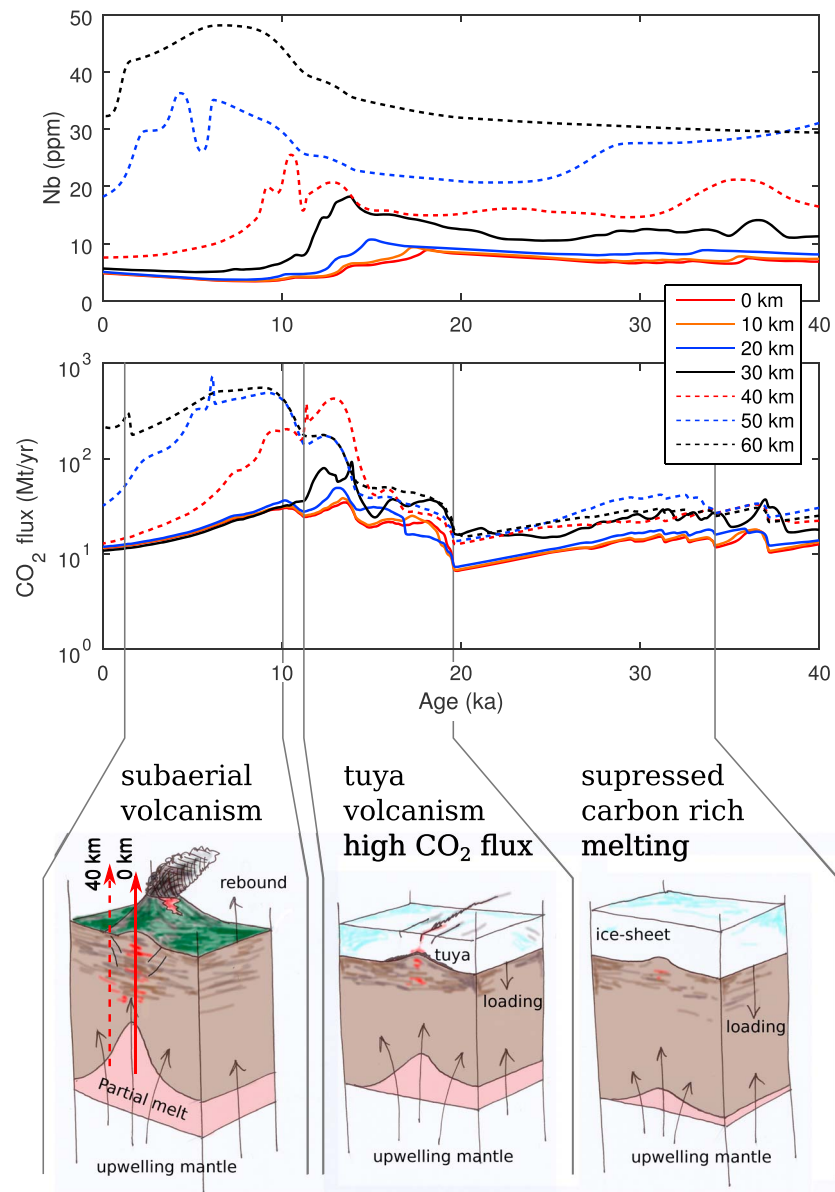 50
40
30
20
10
0
Nb (ppm)
0 10 20 30 40
0 km
10 km
20 km
30 km
40 km
50 km
60 km
10³
10²
10¹
10⁰
CO₂ flux (Mt/yr)
0 10 20 30 40
Age (ka)
subaerial
volcanism
tuya
volcanism
high CO₂ flux
supressed
carbon rich
melting
40 km
0 km
rebound
Partial melt
upwelling mantle
tuya
loading
upwelling mantle
ice-sheet
loading
upwelling mantle